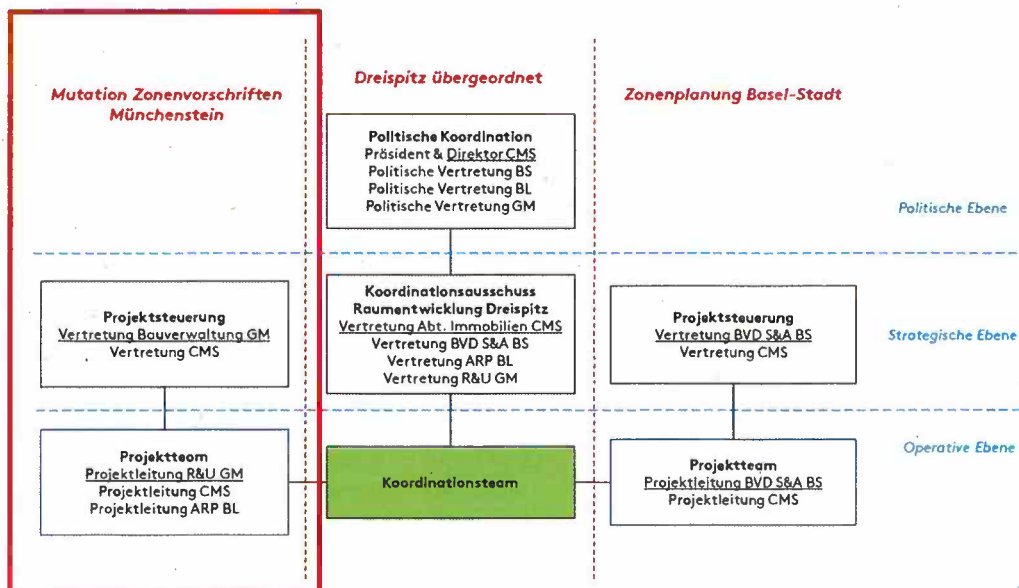 Mutation Zonenvorschriften
Münchenstein
Dreispitz übergeordnet
Zonenplanung Basel-Stadt
Politische Koordination
Präsident & Direktor CMS
Politische Vertretung BS
Politische Vertretung BL
Politische Vertretung GM
Politische Ebene
Projektsteuerung
Vertretung Bauverwaltung GM
Vertretung CMS
Koordinationsausschuss
Raumentwicklung Dreispitz
Vertretung Abt. Immobilien CMS
Vertretung BVD S&A BS
Vertretung ARP BL
Vertretung R&U GM
Projektsteuerung
Vertretung BVD S&A BS
Vertretung CMS
Strategische Ebene
Projektteam
Projektleitung R&U GM
Projektleitung CMS
Projektleitung ARP BL
Koordinationsteam
Projektteam
Projektleitung BVD S&A BS
Projektleitung CMS
Operative Ebene